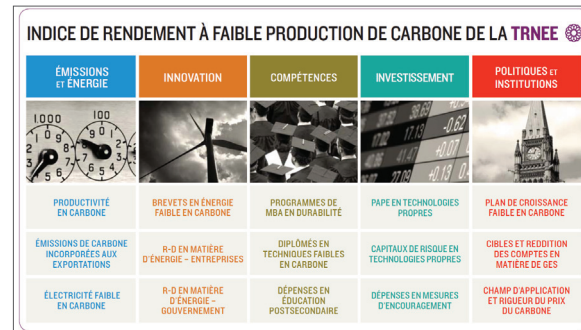 INDICE DE RENDEMENT À FAIBLE PRODUCTION DE CARBONE DE LA TRNEE
ÉMISSIONS
ET ÉNERGIE
INNOVATION
COMPÉTENCES
INVESTISSEMENT
POLITIQUES ET
INSTITUTIONS
1,000
100
PRODUCTIVITÉ
EN CARBONE
BREVETS EN ÉNERGIE
FAIBLE EN CARBONE
PROGRAMMES DE
MBA EN DURABILITÉ
PAPE EN TECHNOLOGIES
PROPRES
PLAN DE CROISSANCE
FAIBLE EN CARBONE
ÉMISSIONS DE CARBONE
INCORPORÉES AUX
EXPORTATIONS
R-D EN MATIÈRE
D'ÉNERGIE – ENTREPRISES
DIPLÔMÉS EN
TECHNIQUES FAIBLES
EN CARBONE
CAPITAUX DE RISQUE EN
TECHNOLOGIES PROPRES
CIBLES ET REDDITION
DES COMPTES EN
MATIÈRE DE GES
ÉLECTRICITÉ FAIBLE
EN CARBONE
R-D EN MATIÈRE
D'ÉNERGIE –
GOUVERNEMENT
DÉPENSES EN
ÉDUCATION
POSTSECONDAIRE
DÉPENSES EN MESURES
D'ENCOURAGEMENT
CHAMP D'APPLICATION
ET RIGUEUR DU PRIX
DU CARBONE